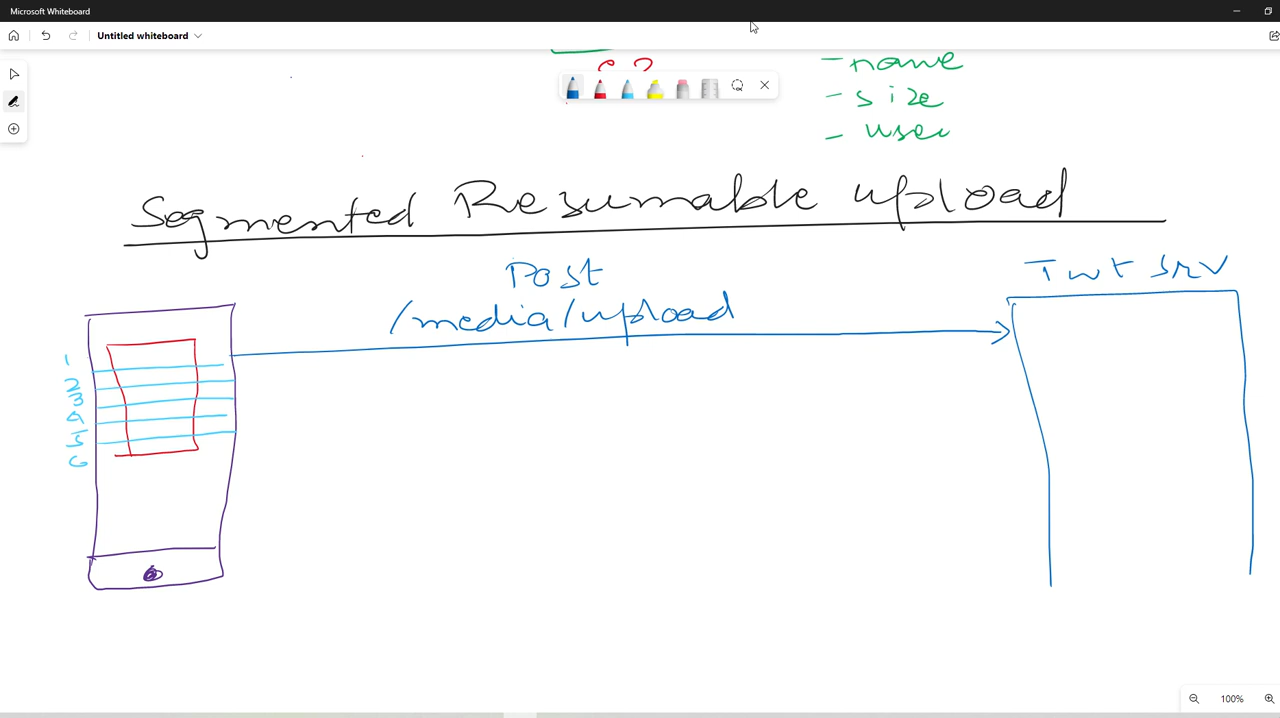 Microsoft Whiteboard
Untitled whiteboard
- name
- size
- user
Segmented Resumable upload
Post
/media/upload
Twt SRV
1
2
3
4
5
6
100%